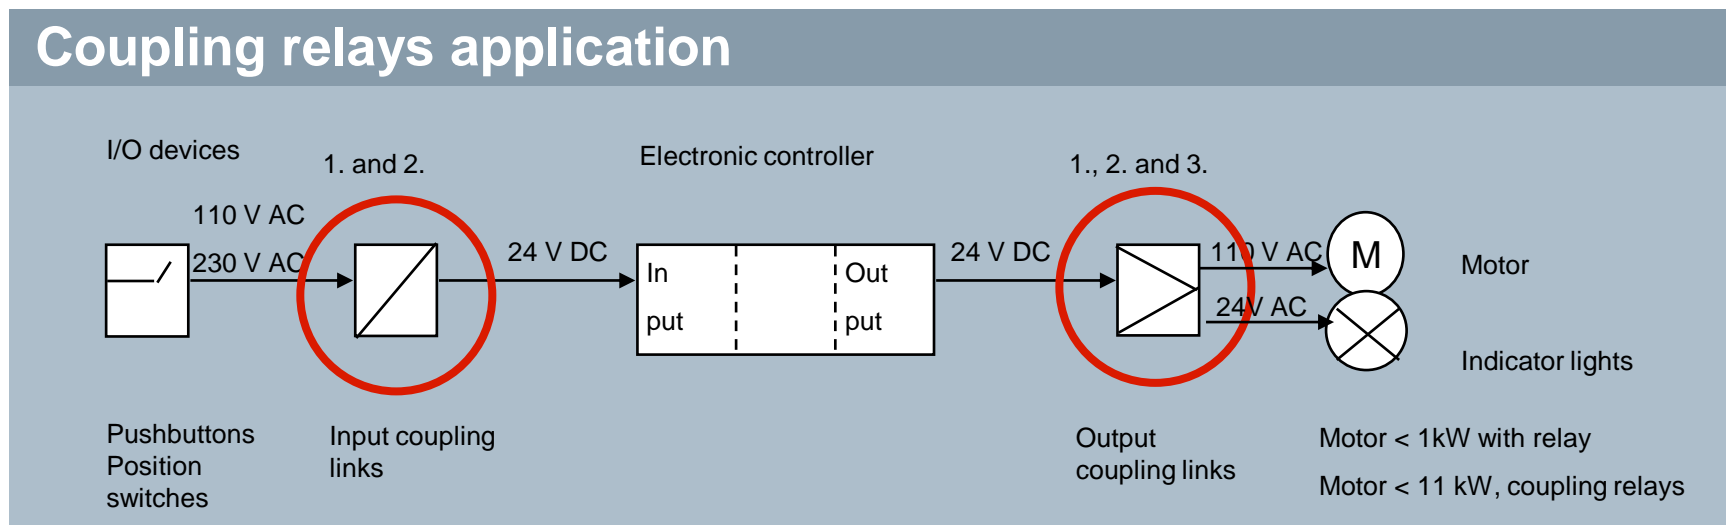 Coupling relays application
I/O devices
1. and 2.
Electronic controller
1., 2. and 3.
110 V AC
230 V AC
24 V DC
In
put
Out
put
24 V DC
110 V AC
24V AC
M
Motor
Indicator lights
Pushbuttons
Position
switches
Input coupling
links
Output
coupling links
Motor < 1kW with relay
Motor < 11 kW, coupling relays